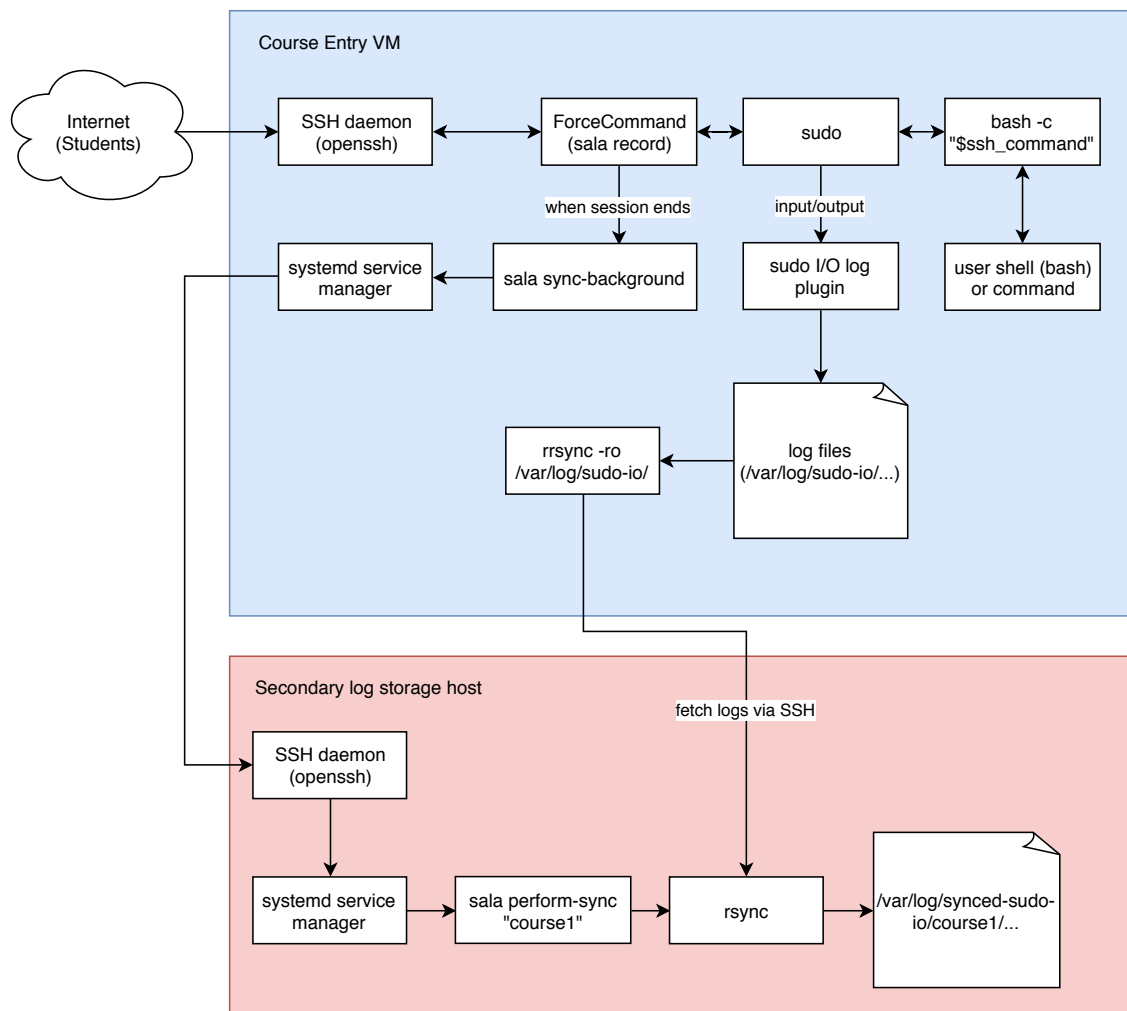 Course Entry VM
Internet
(Students)
SSH daemon
(openssh)
ForceCommand
(sala record)
sudo
bash -c
"$ssh_command"
when session ends
input/output
systemd service
manager
sala sync-background
sudo I/O log
plugin
user shell (bash)
or command
rrsync -ro
/var/log/sudo-io/
log files
(/var/log/sudo-io/...)
Secondary log storage host
fetch logs via SSH
SSH daemon
(openssh)
systemd service
manager
sala perform-sync
"course1"
rsync
/var/log/synced-sudo-
io/course1/...